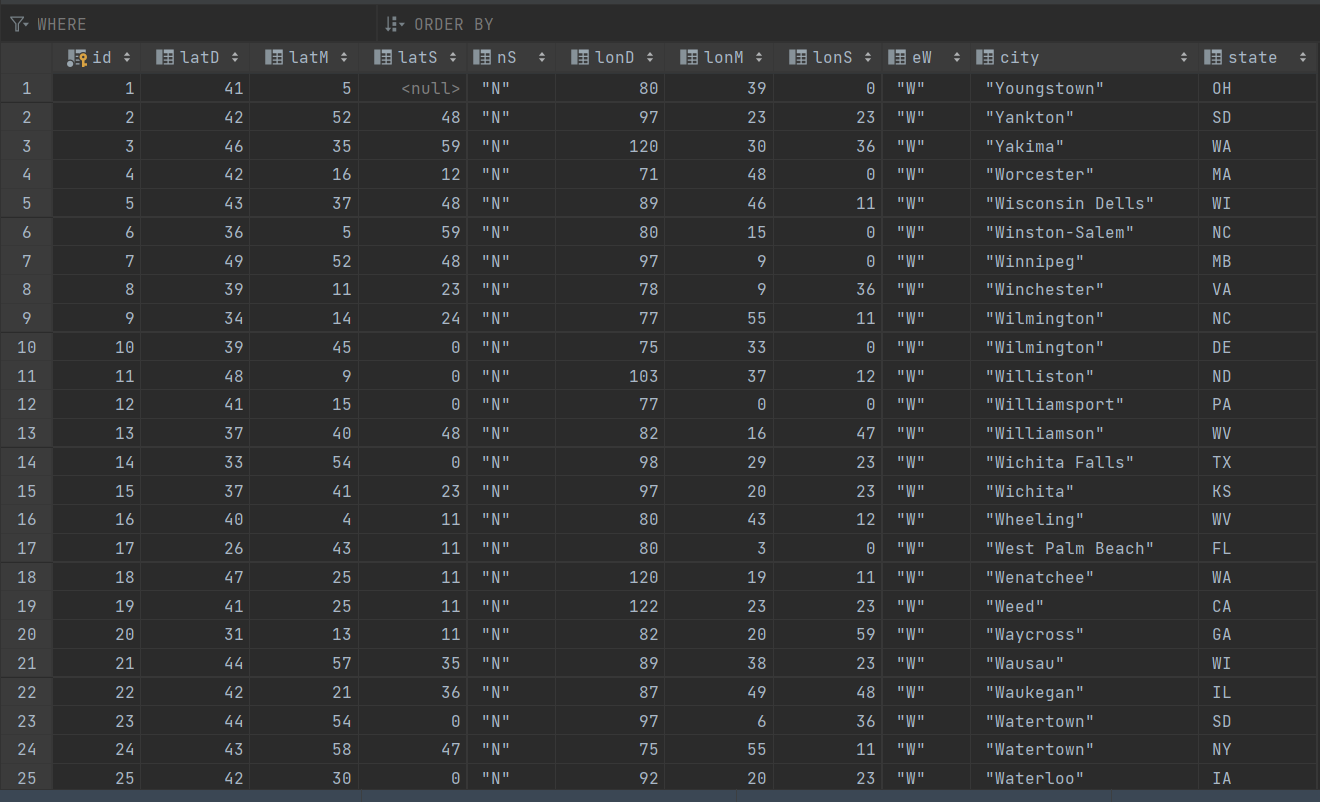 WHERE ORDER BY
id latD latM latS nS lonD lonM lonS eW city state
1 1 41 5 <null> "N" 80 39 0 "W" "Youngstown" OH
2 2 42 52 48 "N" 97 23 23 "W" "Yankton" SD
3 3 46 35 59 "N" 120 30 36 "W" "Yakima" WA
4 4 42 16 12 "N" 71 48 0 "W" "Worcester" MA
5 5 43 37 48 "N" 89 46 11 "W" "Wisconsin Dells" WI
6 6 36 5 59 "N" 80 15 0 "W" "Winston-Salem" NC
7 7 49 52 48 "N" 97 9 0 "W" "Winnipeg" MB
8 8 39 11 23 "N" 78 9 36 "W" "Winchester" VA
9 9 34 14 24 "N" 77 55 11 "W" "Wilmington" NC
10 10 39 45 0 "N" 75 33 0 "W" "Wilmington" DE
11 11 48 9 0 "N" 103 37 12 "W" "Williston" ND
12 12 41 15 0 "N" 77 0 0 "W" "Williamsport" PA
13 13 37 40 48 "N" 82 16 47 "W" "Williamson" WV
14 14 33 54 0 "N" 98 29 23 "W" "Wichita Falls" TX
15 15 37 41 23 "N" 97 20 23 "W" "Wichita" KS
16 16 40 4 11 "N" 80 43 12 "W" "Wheeling" WV
17 17 26 43 11 "N" 80 3 0 "W" "West Palm Beach" FL
18 18 47 25 11 "N" 120 19 11 "W" "Wenatchee" WA
19 19 41 25 11 "N" 122 23 23 "W" "Weed" CA
20 20 31 13 11 "N" 82 20 59 "W" "Waycross" GA
21 21 44 57 35 "N" 89 38 23 "W" "Wausau" WI
22 22 42 21 36 "N" 87 49 48 "W" "Waukegan" IL
23 23 44 54 0 "N" 97 6 36 "W" "Watertown" SD
24 24 43 58 47 "N" 75 55 11 "W" "Watertown" NY
25 25 42 30 0 "N" 92 20 23 "W" "Waterloo" IA